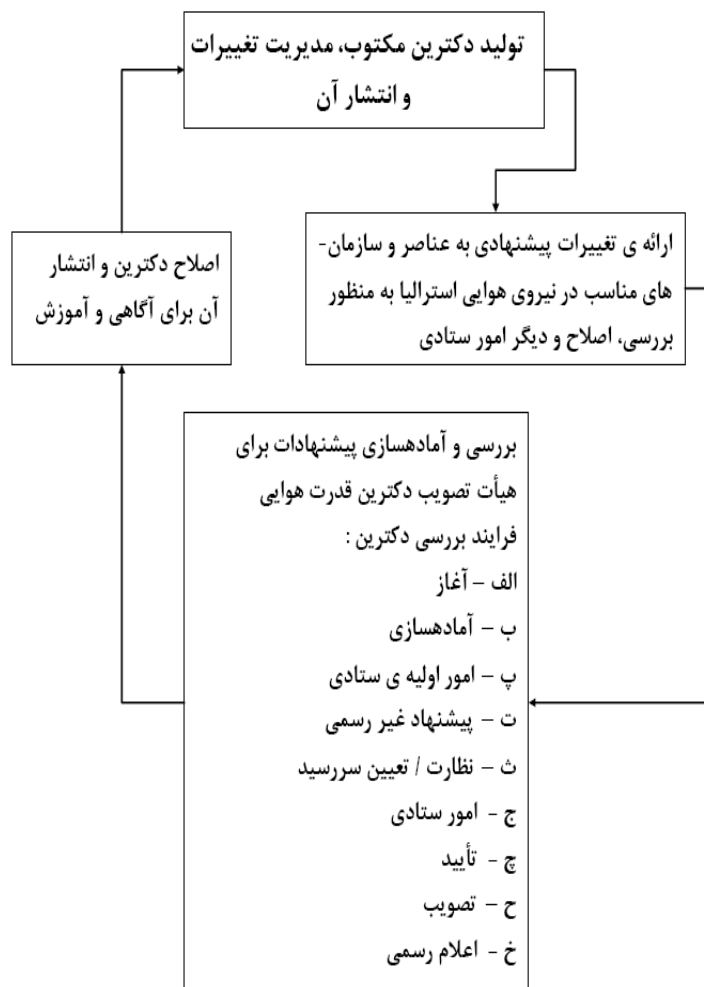 تولید دکترین مکتوب، مدیریت تغییرات
و انتشار آن
ارائه ی تغییرات پیشنهادی به عناصر و سازمان-
های مناسب در نیروی هوایی استرالیا به منظور
بررسی، اصلاح و دیگر امور ستادی
اصلاح دکترین و انتشار
آن برای آگاهی و آموزش
بررسی و آمادهسازی پیشنهادات برای
هیأت تصویب دکترین قدرت هوایی
فرایند بررسی دکترین :
الف – آغاز
ب – آمادهسازی
پ – امور اولیه ی ستادی
ت – پیشنهاد غیر رسمی
ث – نظارت / تعیین سررسید
ج - امور ستادی
چ - تأیید
ح – تصویب
خ - اعلام رسمی